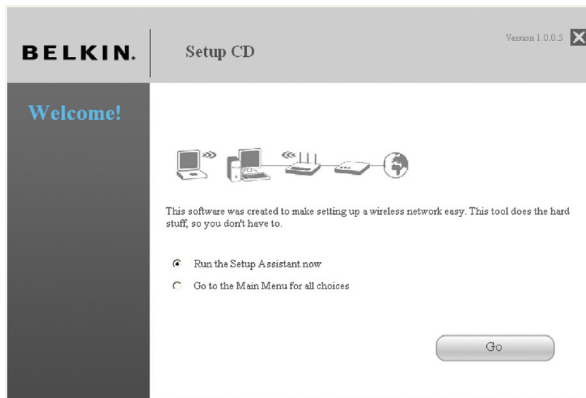 BELKIN.
Setup CD
Version 1.0.0.5
Welcome!
This software was created to make setting up a wireless network easy. This tool does the hard
stuff, so you don't have to.
Run the Setup Assistant now
Go to the Main Menu for all choices
Go